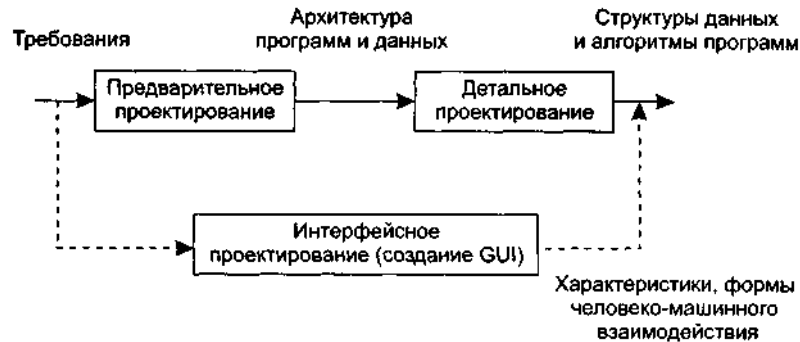 Требования
Архитектура
программ и данных
Структуры данных
и алгоритмы программ
Предварительное
проектирование
Детальное
проектирование
Интерфейсное
проектирование (создание GUI)
Характеристики, формы
человеко-машинного
взаимодействия